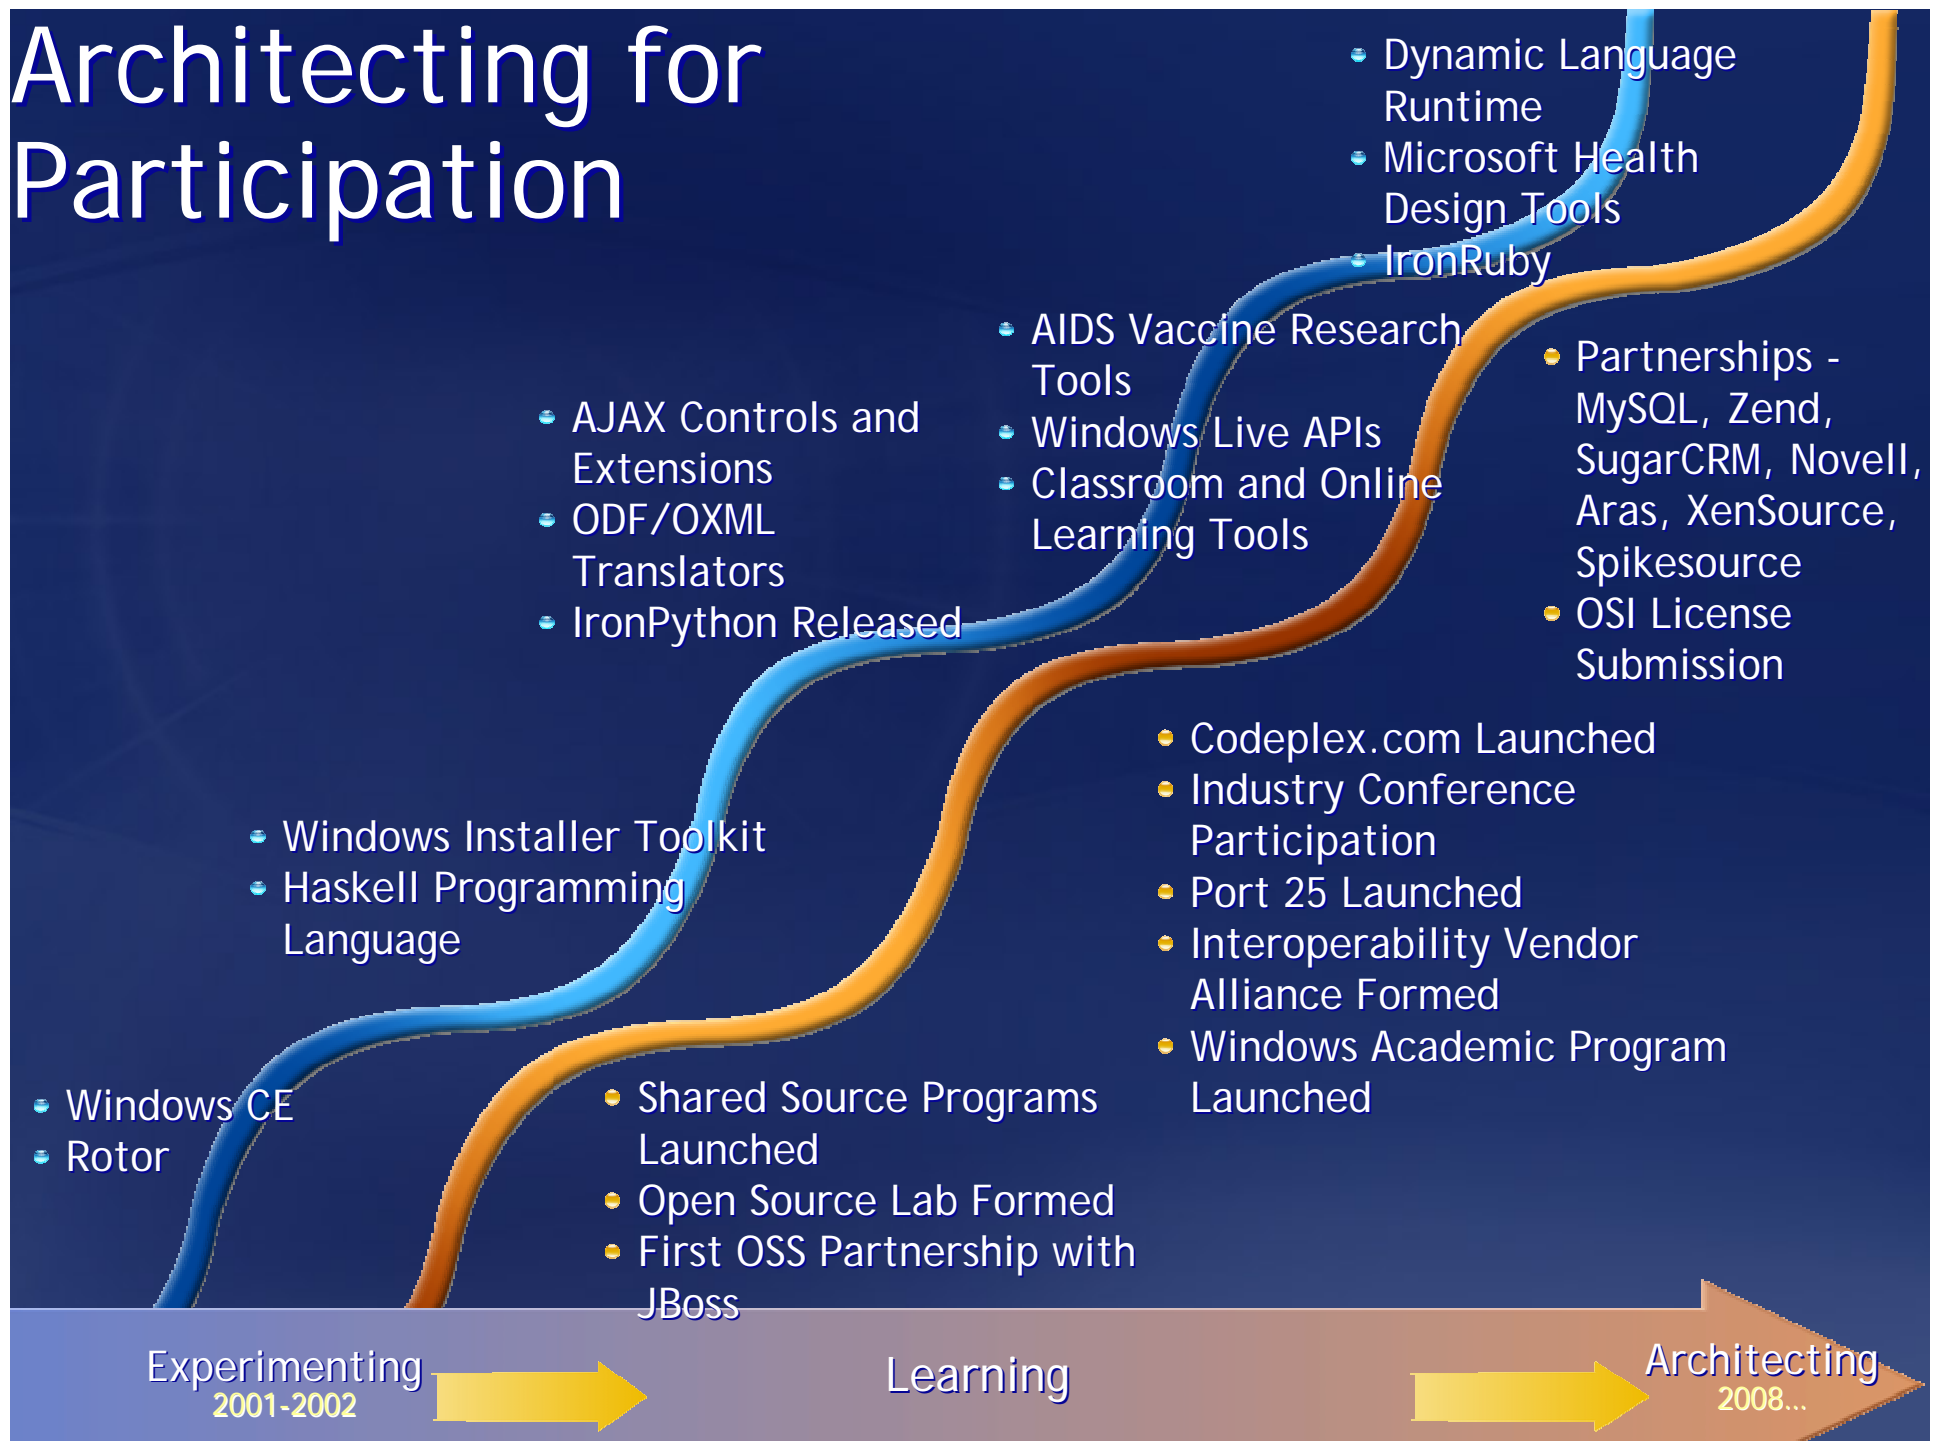 Architecting for
Participation
Dynamic Language
Runtime
Microsoft Health
Design Tools
IronRuby
AIDS Vaccine Research
Tools
Windows Live APIs
Classroom and Online
Learning Tools
Partnerships -
MySQL, Zend,
SugarCRM, Novell,
Aras, XenSource,
Spikesource
OSI License
Submission
AJAX Controls and
Extensions
ODF/OXML
Translators
IronPython Released
Codeplex.com Launched
Industry Conference
Participation
Port 25 Launched
Interoperability Vendor
Alliance Formed
Windows Academic Program
Launched
Windows Installer Toolkit
Haskell Programming
Language
Windows CE
Rotor
Shared Source Programs
Launched
Open Source Lab Formed
First OSS Partnership with
JBoss
Experimenting
2001-2002
Learning
Architecting
2008...